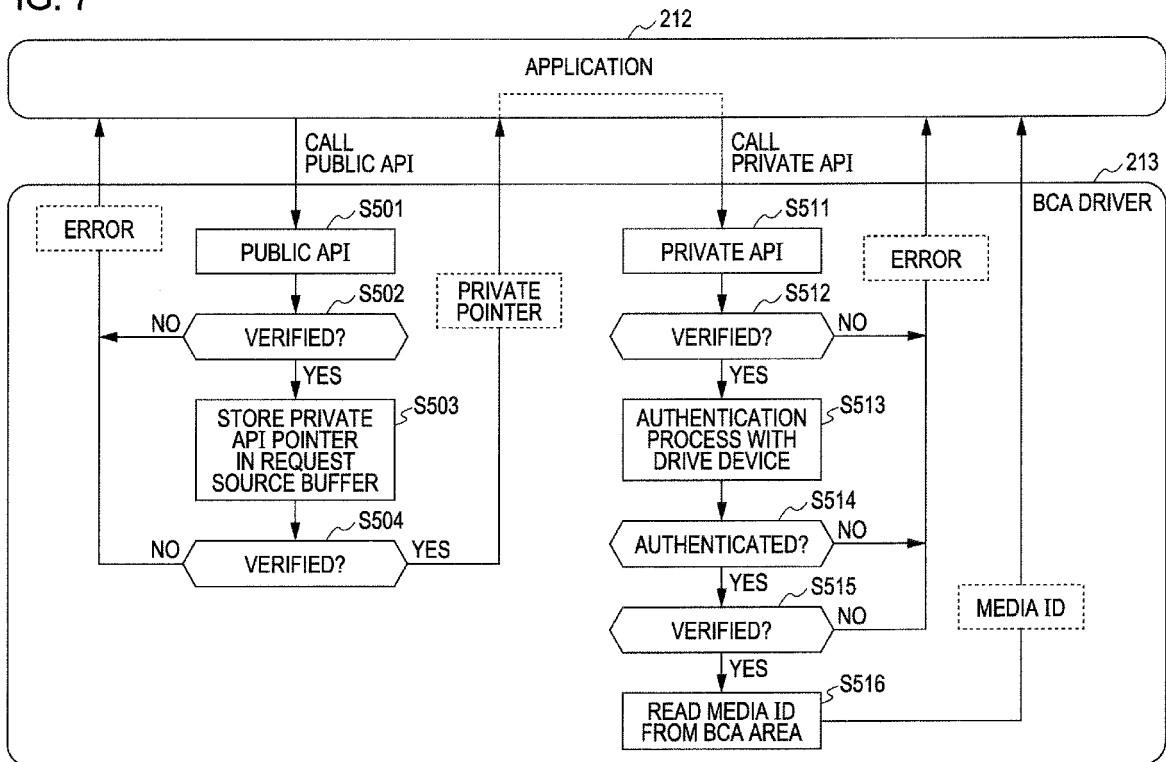 IG. 7
212
APPLICATION
CALL
PUBLIC API
CALL
PRIVATE API
213
BCA DRIVER
ERROR
S501
PUBLIC API
S502
NO
VERIFIED?
YES
S503
STORE PRIVATE
API POINTER
IN REQUEST
SOURCE BUFFER
S504
NO
VERIFIED?
YES
PRIVATE
POINTER
S511
PRIVATE API
S512
VERIFIED?
NO
YES
S513
AUTHENTICATION
PROCESS WITH
DRIVE DEVICE
S514
AUTHENTICATED?
NO
YES
S515
VERIFIED?
NO
YES
S516
READ MEDIA ID
FROM BCA AREA
ERROR
MEDIA ID